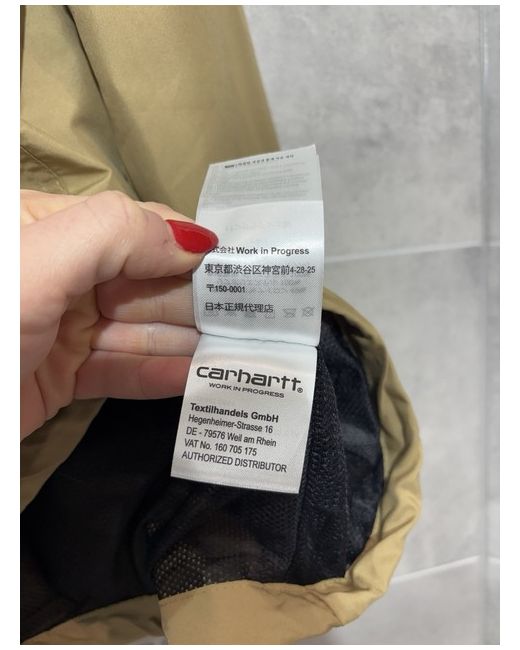 株式会社 Work in Progress
東京都渋谷区神宮前4-28-25
〒150-0001
日本正規代理店
carhartt®
WORK IN PROGRESS
Textilhandels GmbH
Hegenheimer-Strasse 16
DE - 79576 Weil am Rhein
VAT No. 160 705 175
AUTHORIZED DISTRIBUTOR